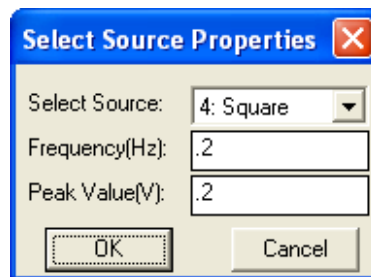 Select Source Properties
Select Source: 4: Square
Frequency(Hz): .2
Peak Value(V): .2
OK Cancel